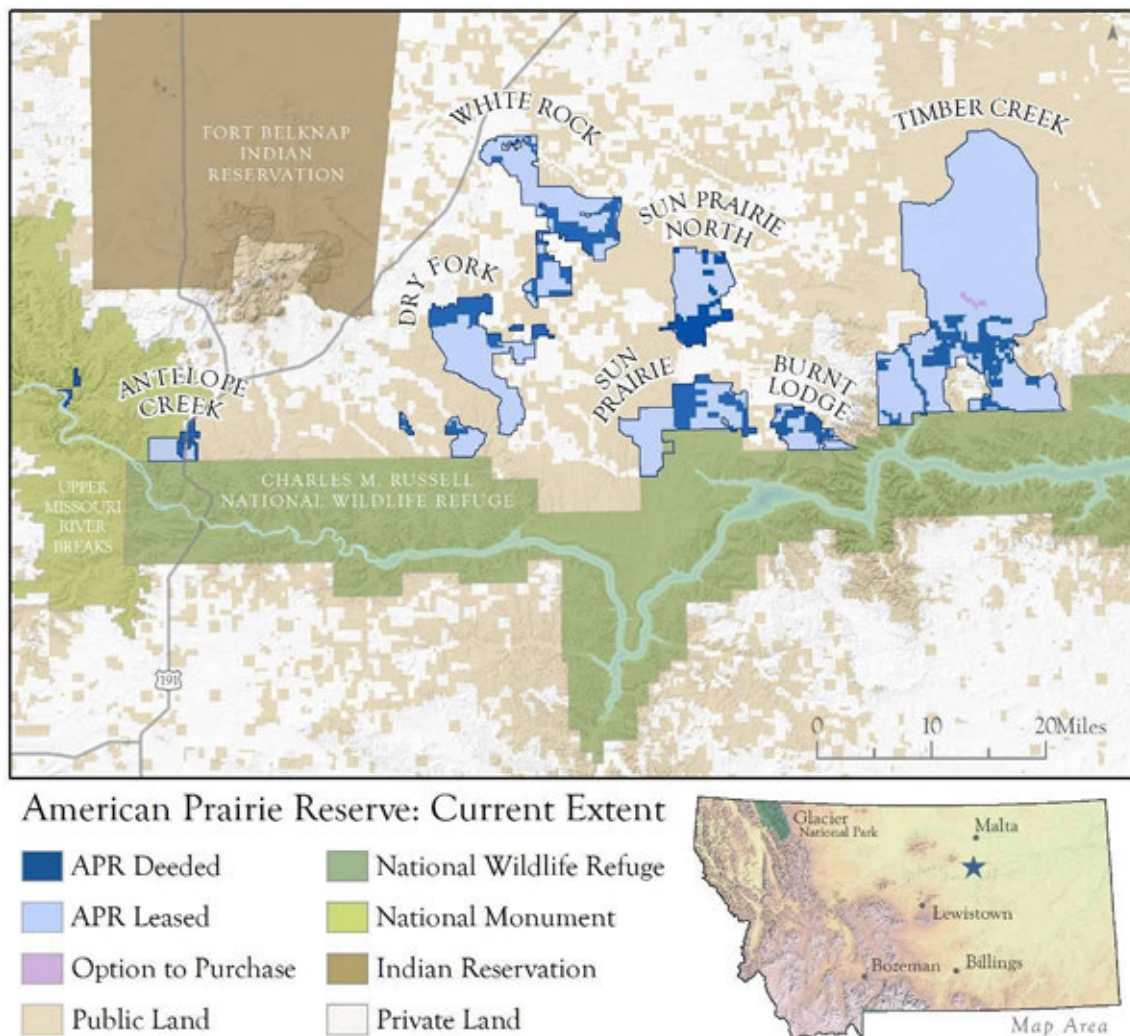 WHITE ROCK
TIMBER CREEK
FORT BELKNAP
INDIAN
RESERVATION
SUN PRAIRIE
NORTH
DRY FORK
SUN
PRAIRIE
BURNT
LODGE
ANTELOPE
CREEK
CHARLES M. RUSSELL
NATIONAL WILDLIFE REFUGE
UPPER
MISSOURI
RIVER
BREAKS
191
0 10 20Miles
American Prairie Reserve: Current Extent
APR Deeded
APR Leased
Option to Purchase
Public Land
National Wildlife Refuge
National Monument
Indian Reservation
Private Land
Glacier
National Park
Malta
Lewistown
Bozeman
Billings
Map Area